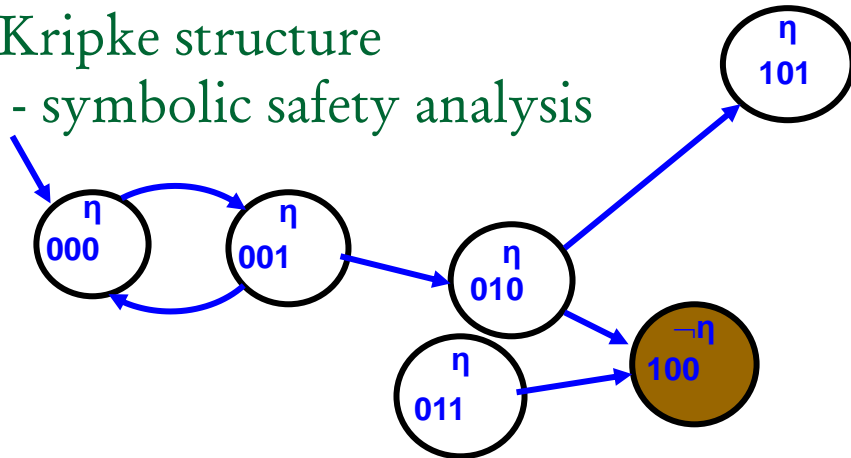 Kripke structure
- symbolic safety analysis
η
101
η
000
η
001
η
010
¬η
100
η
011